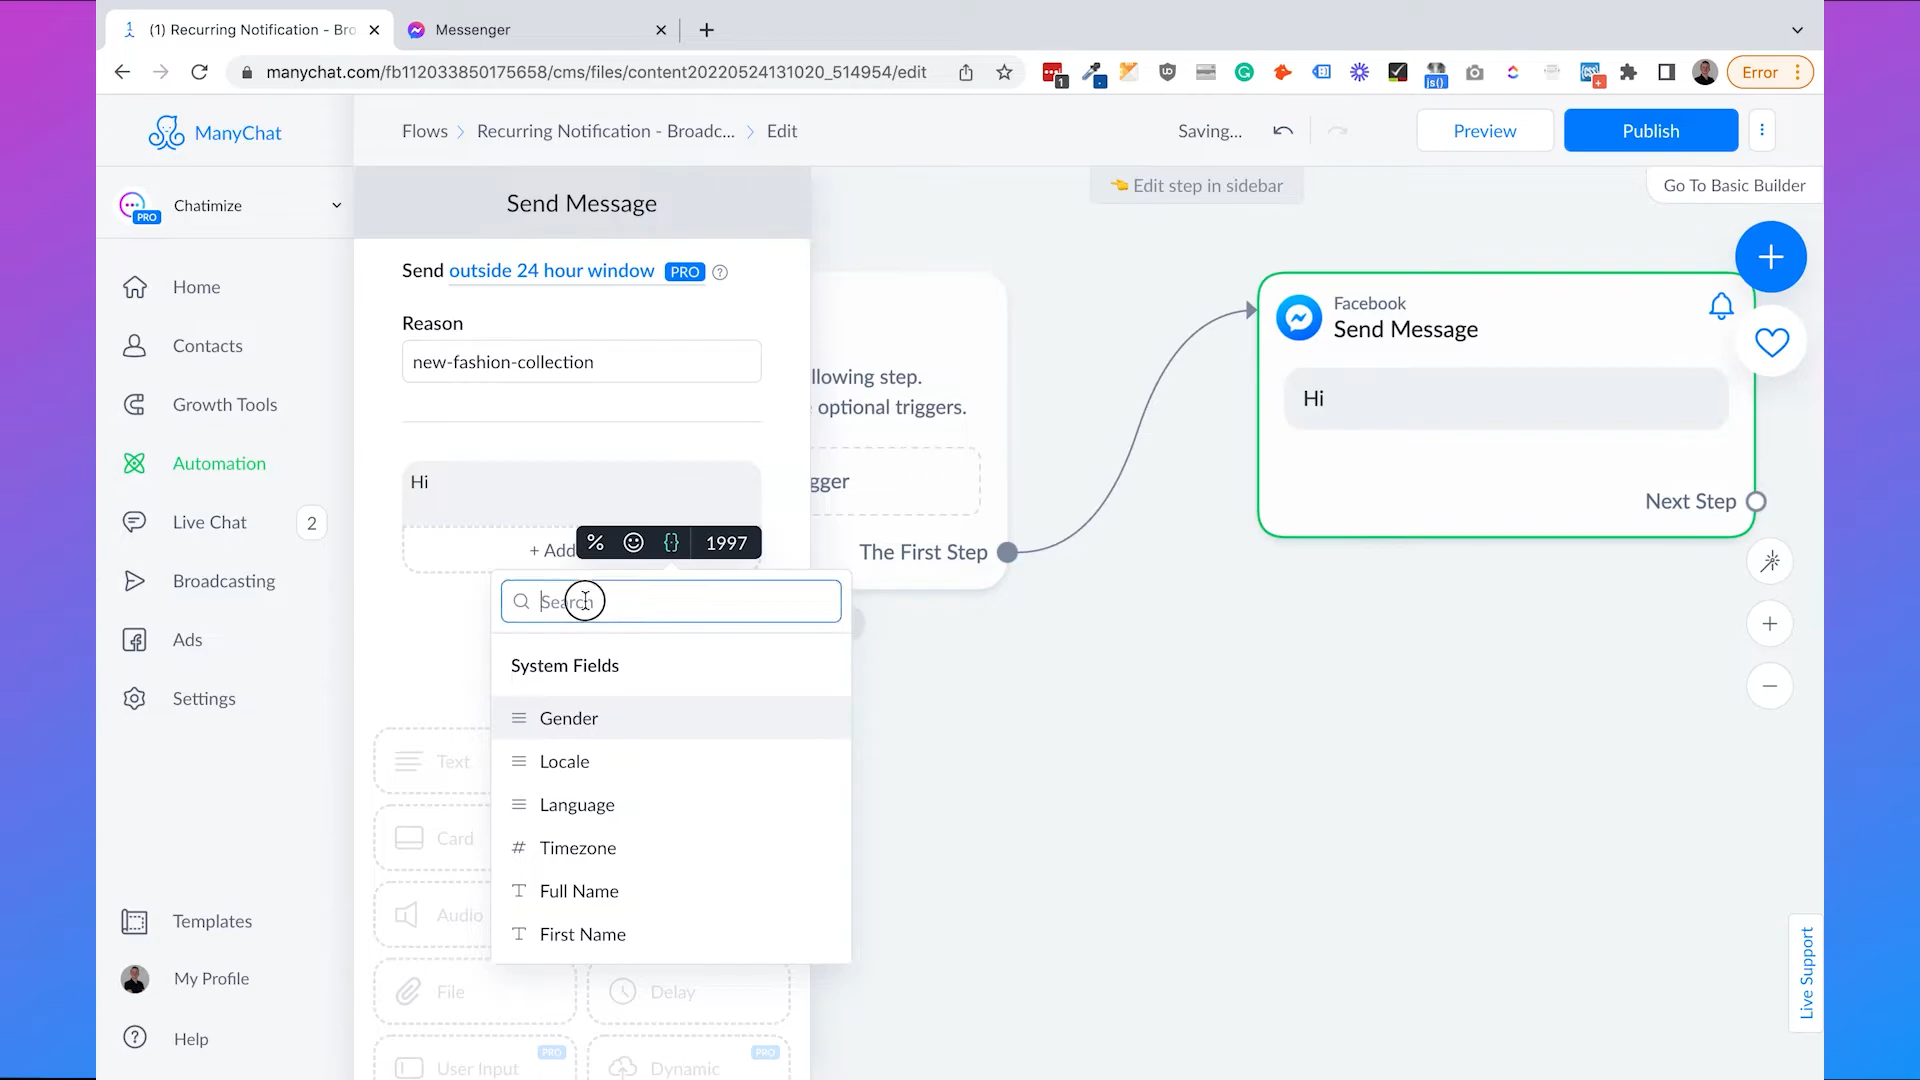 (1) Recurring Notification - Bro
Messenger
manychat.com/fb112033850175658/cms/files/content20220524131020_514954/edit
1
js()
Error
ManyChat
Flows
Recurring Notification - Broadc...
Edit
Saving...
Preview
Publish
PRO
Chatimize
Send Message
👈 Edit step in sidebar
Go To Basic Builder
Home
Contacts
Growth Tools
Automation
Live Chat
2
Broadcasting
Ads
Settings
Templates
My Profile
Help
Send outside 24 hour window PRO ?
Reason
new-fashion-collection
Hi
+ Add
% {} 1997
Search
System Fields
Gender
Locale
Language
# Timezone
T Full Name
T First Name
Text
Card
Audio
File
Delay
User Input
PRO
Dynamic
PRO
llowing step.
optional triggers.
gger
The First Step
Facebook
Send Message
Hi
Next Step
Live Support